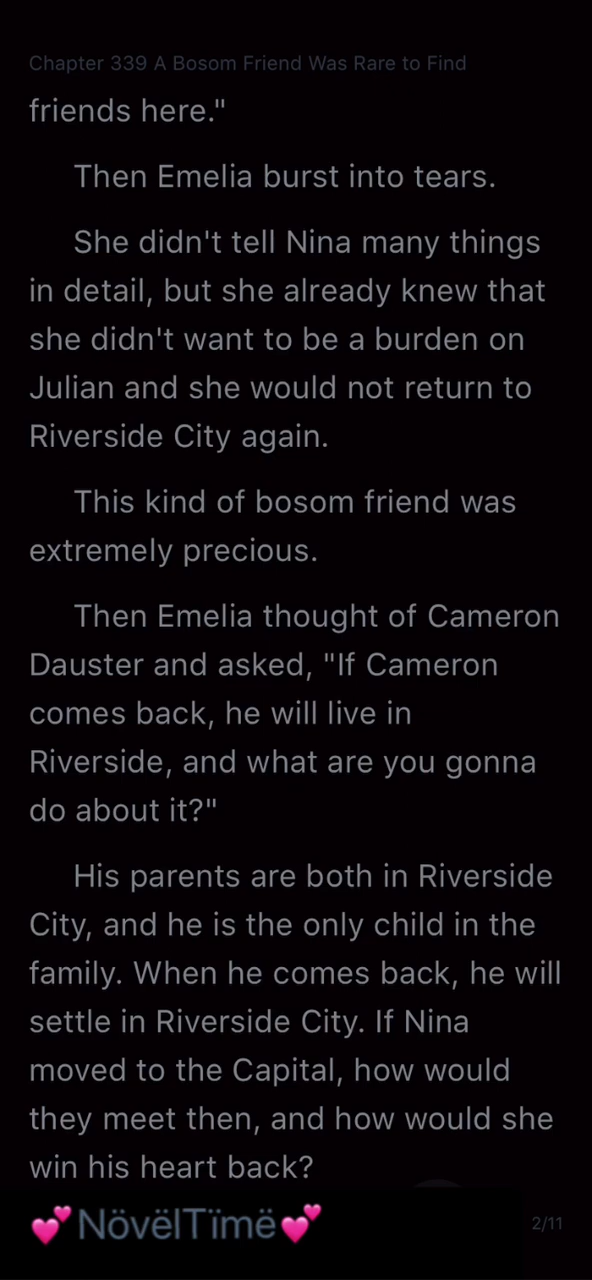 Chapter 339 A Bosom Friend Was Rare to Find
friends here."
Then Emelia burst into tears.
She didn't tell Nina many things
in detail, but she already knew that
she didn't want to be a burden on
Julian and she would not return to
Riverside City again.
This kind of bosom friend was
extremely precious.
Then Emelia thought of Cameron
Dauster and asked, "If Cameron
comes back, he will live in
Riverside, and what are you gonna
do about it?"
His parents are both in Riverside
City, and he is the only child in the
family. When he comes back, he will
settle in Riverside City. If Nina
moved to the Capital, how would
they meet then, and how would she
win his heart back?
💕NövëlTïmë💕
2/11